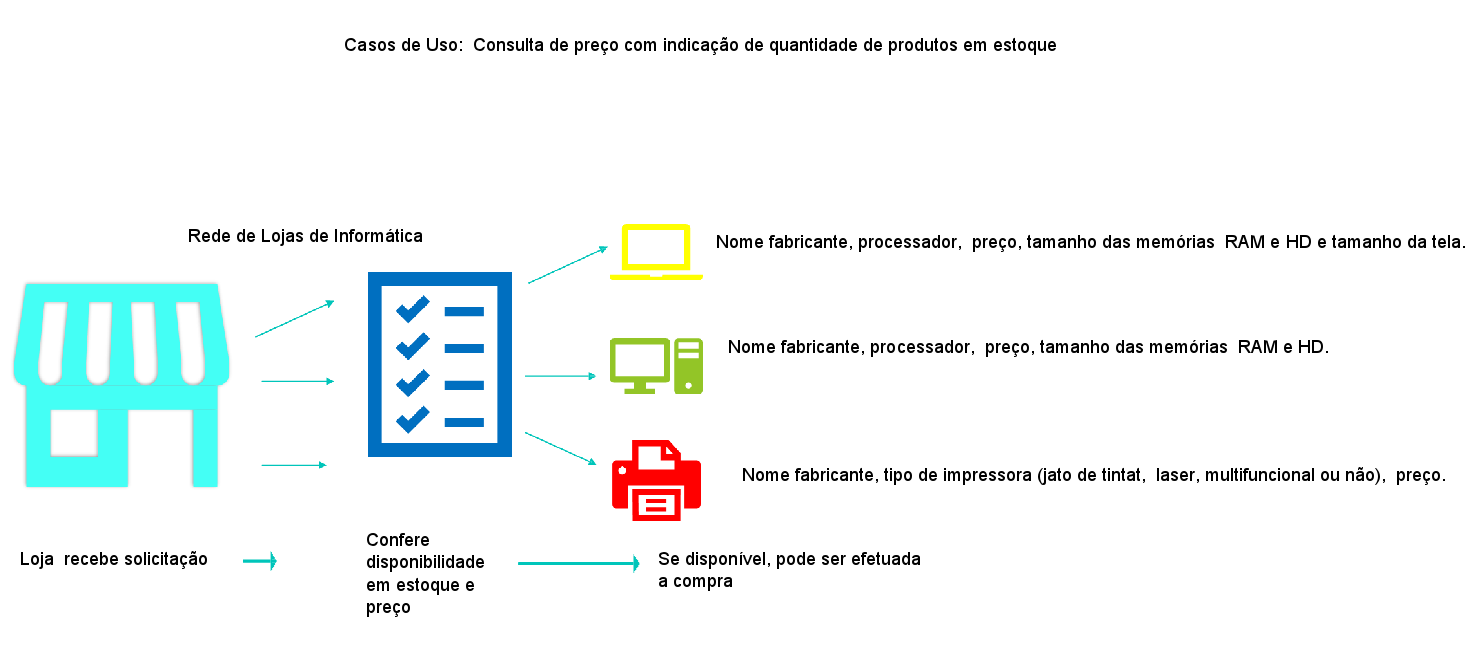 Casos de Uso:  Consulta de preço com indicação de quantidade de produtos em estoque
Rede de Lojas de Informática
Nome fabricante, processador,  preço, tamanho das memórias  RAM e HD e tamanho da tela.
Nome fabricante, processador,  preço, tamanho das memórias  RAM e HD.
Nome fabricante, tipo de impressora (jato de tintat,  laser, multifuncional ou não),  preço.
Loja  recebe solicitação
Confere
disponibilidade
em estoque e
preço
Se disponível, pode ser efetuada
a compra